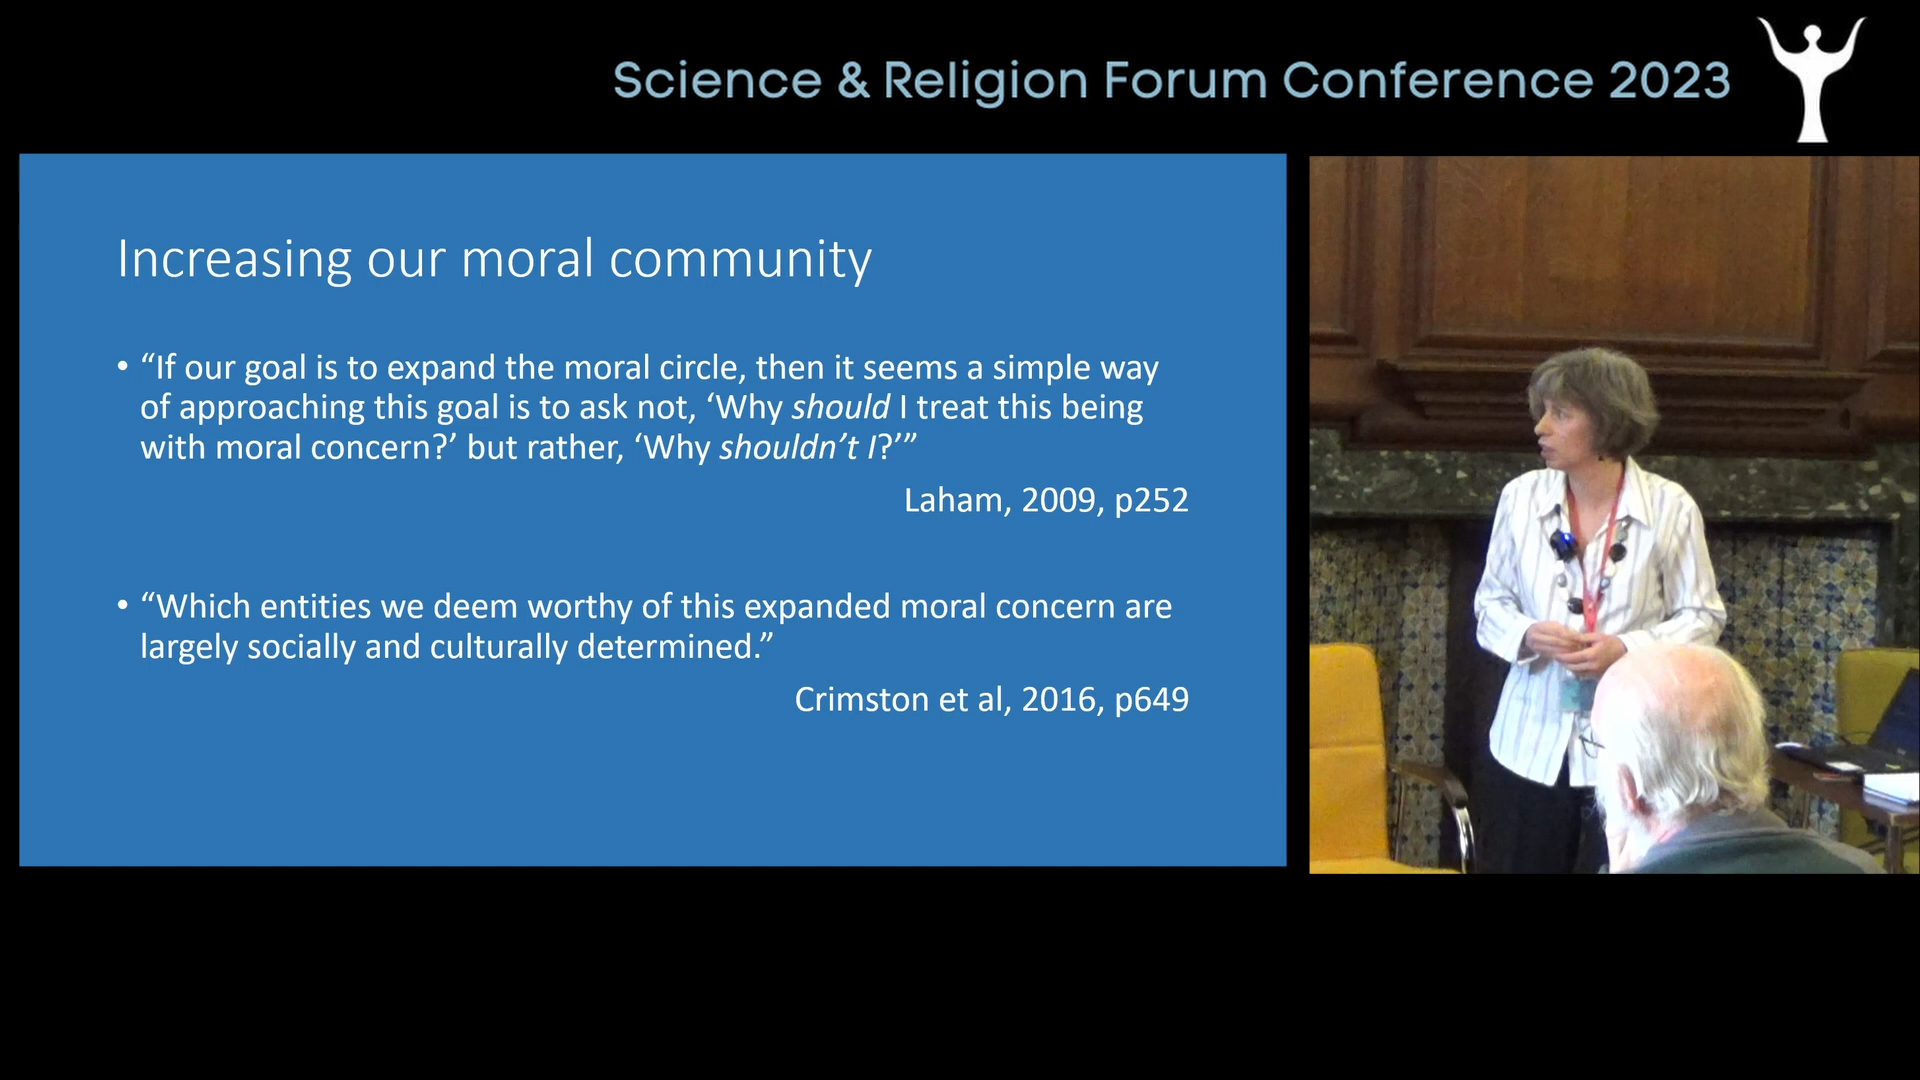 Science & Religion Forum Conference 2023
Increasing our moral community
• “If our goal is to expand the moral circle, then it seems a simple way
of approaching this goal is to ask not, ‘Why should I treat this being
with moral concern?’ but rather, ‘Why shouldn’t I?’”
Laham, 2009, p252
• “Which entities we deem worthy of this expanded moral concern are
largely socially and culturally determined.”
Crimston et al, 2016, p649